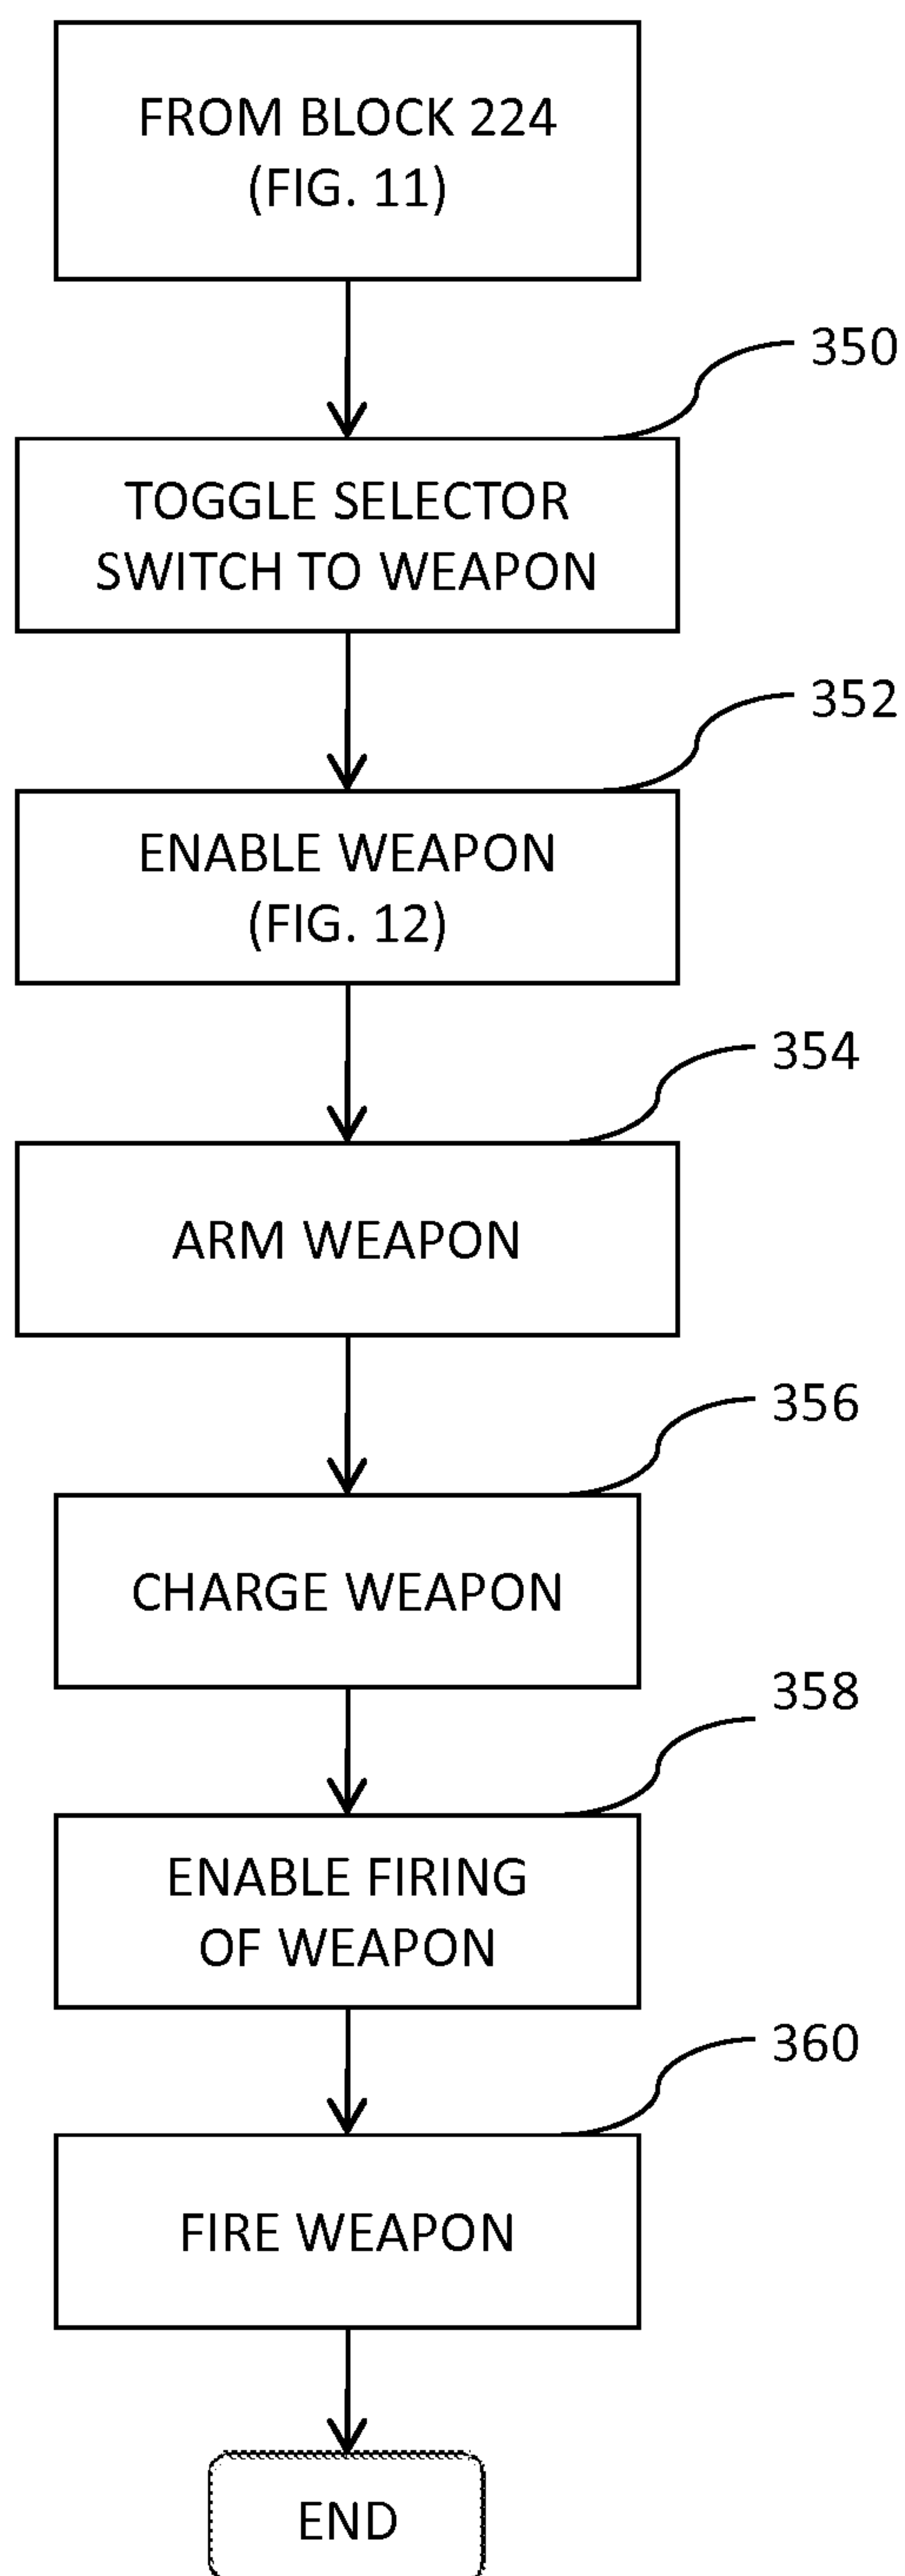 FROM BLOCK 224
(FIG. 11)
350
TOGGLE SELECTOR
SWITCH TO WEAPON
352
ENABLE WEAPON
(FIG. 12)
354
ARM WEAPON
356
CHARGE WEAPON
358
ENABLE FIRING
OF WEAPON
360
FIRE WEAPON
END